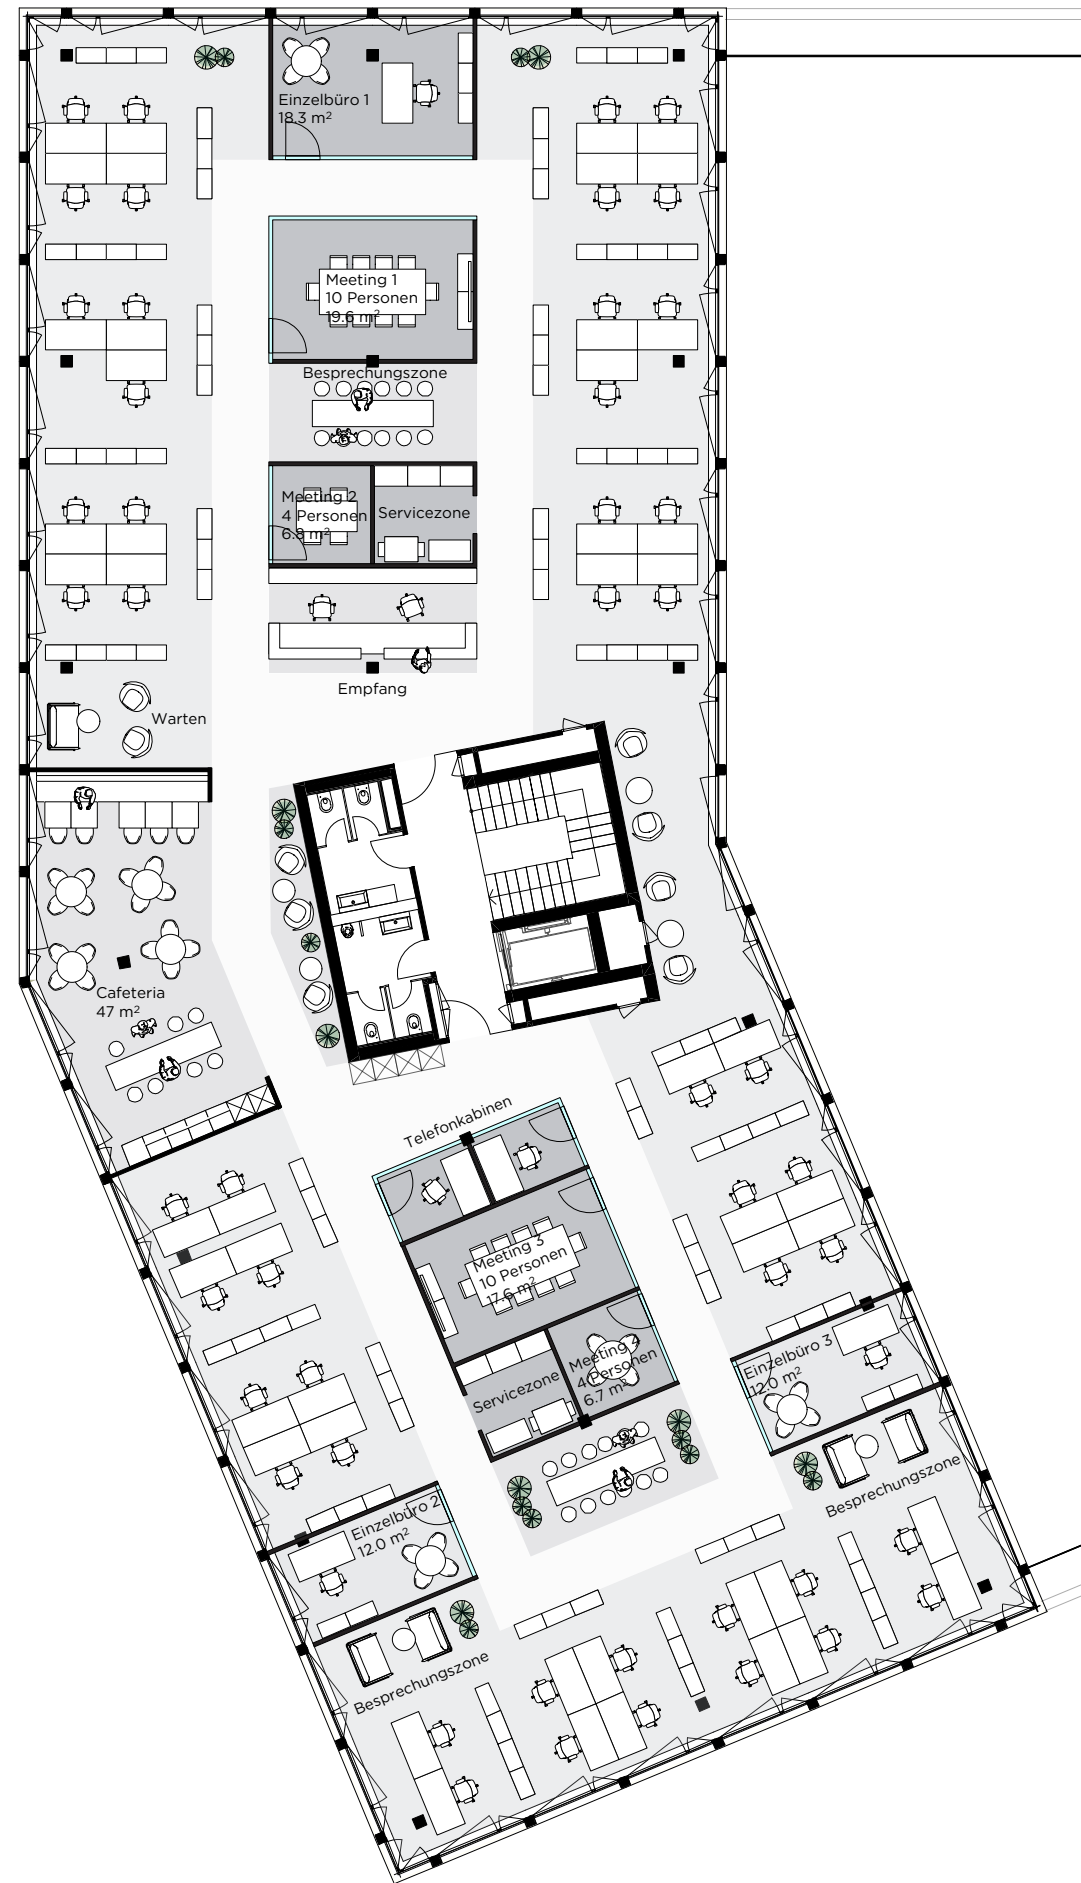 Einzelbüro 1
18.3 m²
Meeting 1
10 Personen
19.6 m²
Besprechungszone
Meeting 2
4 Personen
6.8 m²
Servicezone
Empfang
Warten
Cafeteria
47 m²
Telefonkabinen
Meeting 3
10 Personen
17.6 m²
Meeting 4
4 Personen
6.7 m²
Servicezone
Einzelbüro 3
12.0 m²
Besprechungszone
Einzelbüro 2
12.0 m²
Besprechungszone